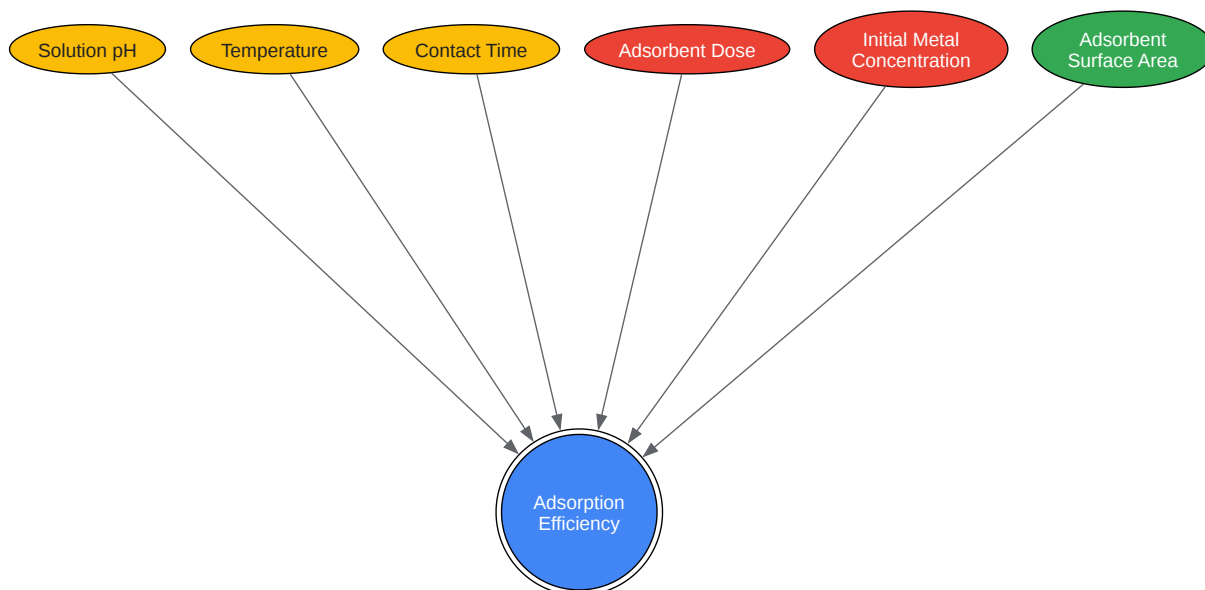 Solution pH
Temperature
Contact Time
Adsorbent Dose
Initial Metal
Concentration
Adsorbent
Surface Area
Adsorption
Efficiency